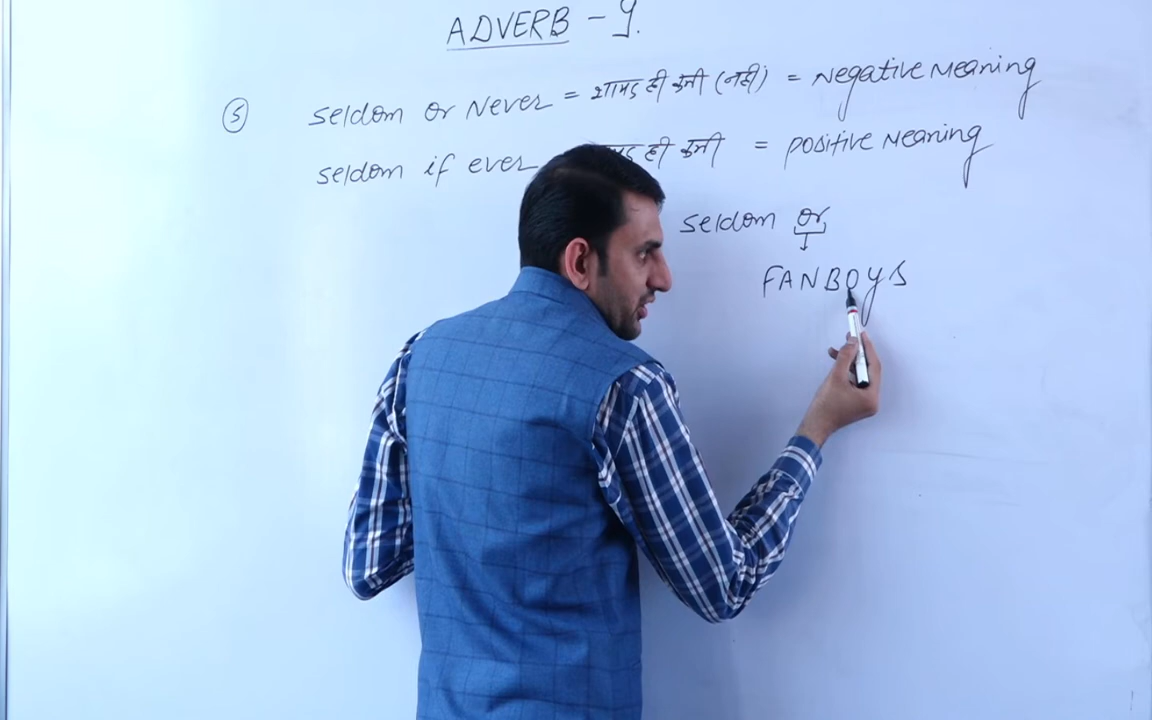 ADVERB - 9.
5 seldom or Never = शायद ही कभी (नहीं) = Negative Meaning
seldom if ever ही कभी = positive Meaning
seldom or
FANBOYS